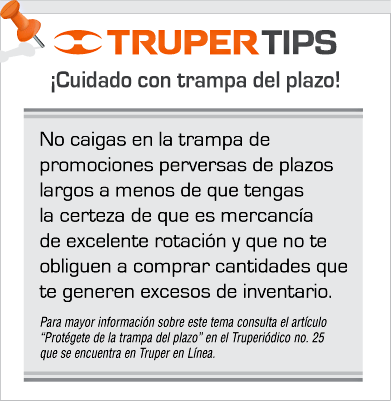 TRUPER TIPS
¡Cuidado con trampa del plazo!
No caigas en la trampa de
promociones perversas de plazos
largos a menos de que tengas
la certeza de que es mercancía
de excelente rotación y que no te
obliguen a comprar cantidades que
te generen excesos de inventario.
Para mayor información sobre este tema consulta el artículo
“Protégete de la trampa del plazo” en el Truperiódico no. 25
que se encuentra en Truper en Línea.